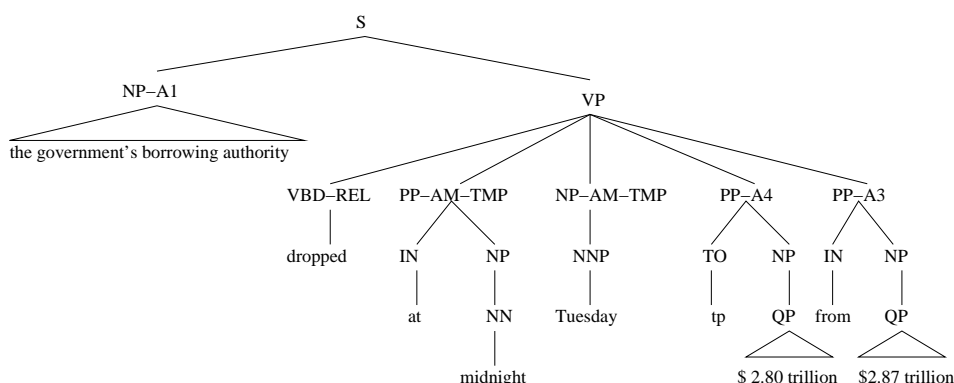 S
NP–A1
VP
the government's borrowing authority
VBD–REL PP–AM–TMP NP–AM–TMP PP–A4 PP–A3
dropped IN NP NNP TO NP IN NP
at NN Tuesday tp QP from QP
midnight $ 2.80 trillion $2.87 trillion